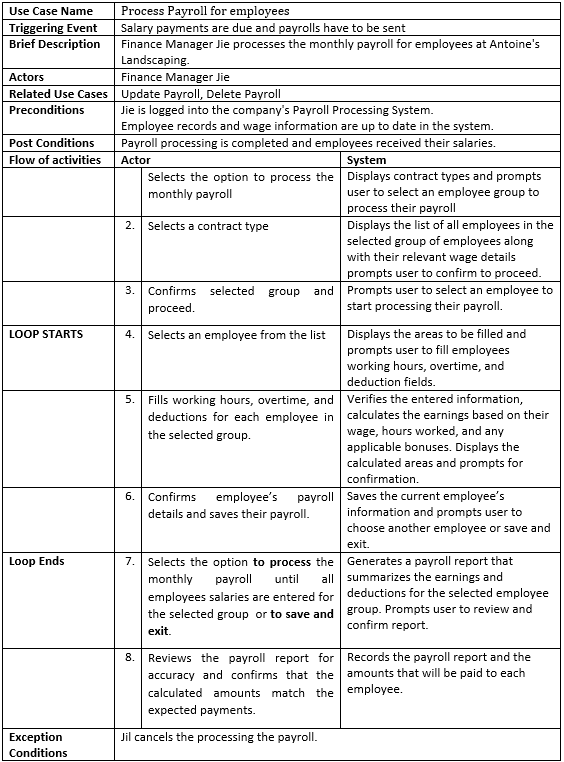 Use Case Name Process Payroll for employees
Triggering Event Salary payments are due and payrolls have to be sent
Brief Description Finance Manager Jie processes the monthly payroll for employees at Antoine's
Landscaping.
Actors Finance Manager Jie
Related Use Cases Update Payroll, Delete Payroll
Preconditions Jie is logged into the company's Payroll Processing System.
Employee records and wage information are up to date in the system.
Post Conditions Payroll processing is completed and employees received their salaries.
Flow of activities Actor System
Selects the option to process the
monthly payroll
Displays contract types and prompts
user to select an employee group to
process their payroll
2. Selects a contract type
Displays the list of all employees in the
selected group of employees along
with their relevant wage details
prompts user to confirm to proceed.
3. Confirms selected group and
proceed.
Prompts user to select an employee to
start processing their payroll.
LOOP STARTS 4. Selects an employee from the list
Displays the areas to be filled and
prompts user to fill employees
working hours, overtime, and
deduction fields.
5. Fills working hours, overtime, and
deductions for each employee in
the selected group.
Verifies the entered information,
calculates the earnings based on their
wage, hours worked, and any
applicable bonuses. Displays the
calculated areas and prompts for
confirmation.
6. Confirms employee’s payroll
details and saves their payroll.
Saves the current employee’s
information and prompts user to
choose another employee or save and
exit.
Loop Ends 7. Selects the option to process the
monthly payroll until all
employees salaries are entered for
the selected group or to save and
exit.
Generates a payroll report that
summarizes the earnings and
deductions for the selected employee
group. Prompts user to review and
confirm report.
8. Reviews the payroll report for
accuracy and confirms that the
calculated amounts match the
expected payments.
Records the payroll report and the
amounts that will be paid to each
employee.
Exception
Conditions
Jil cancels the processing the payroll.